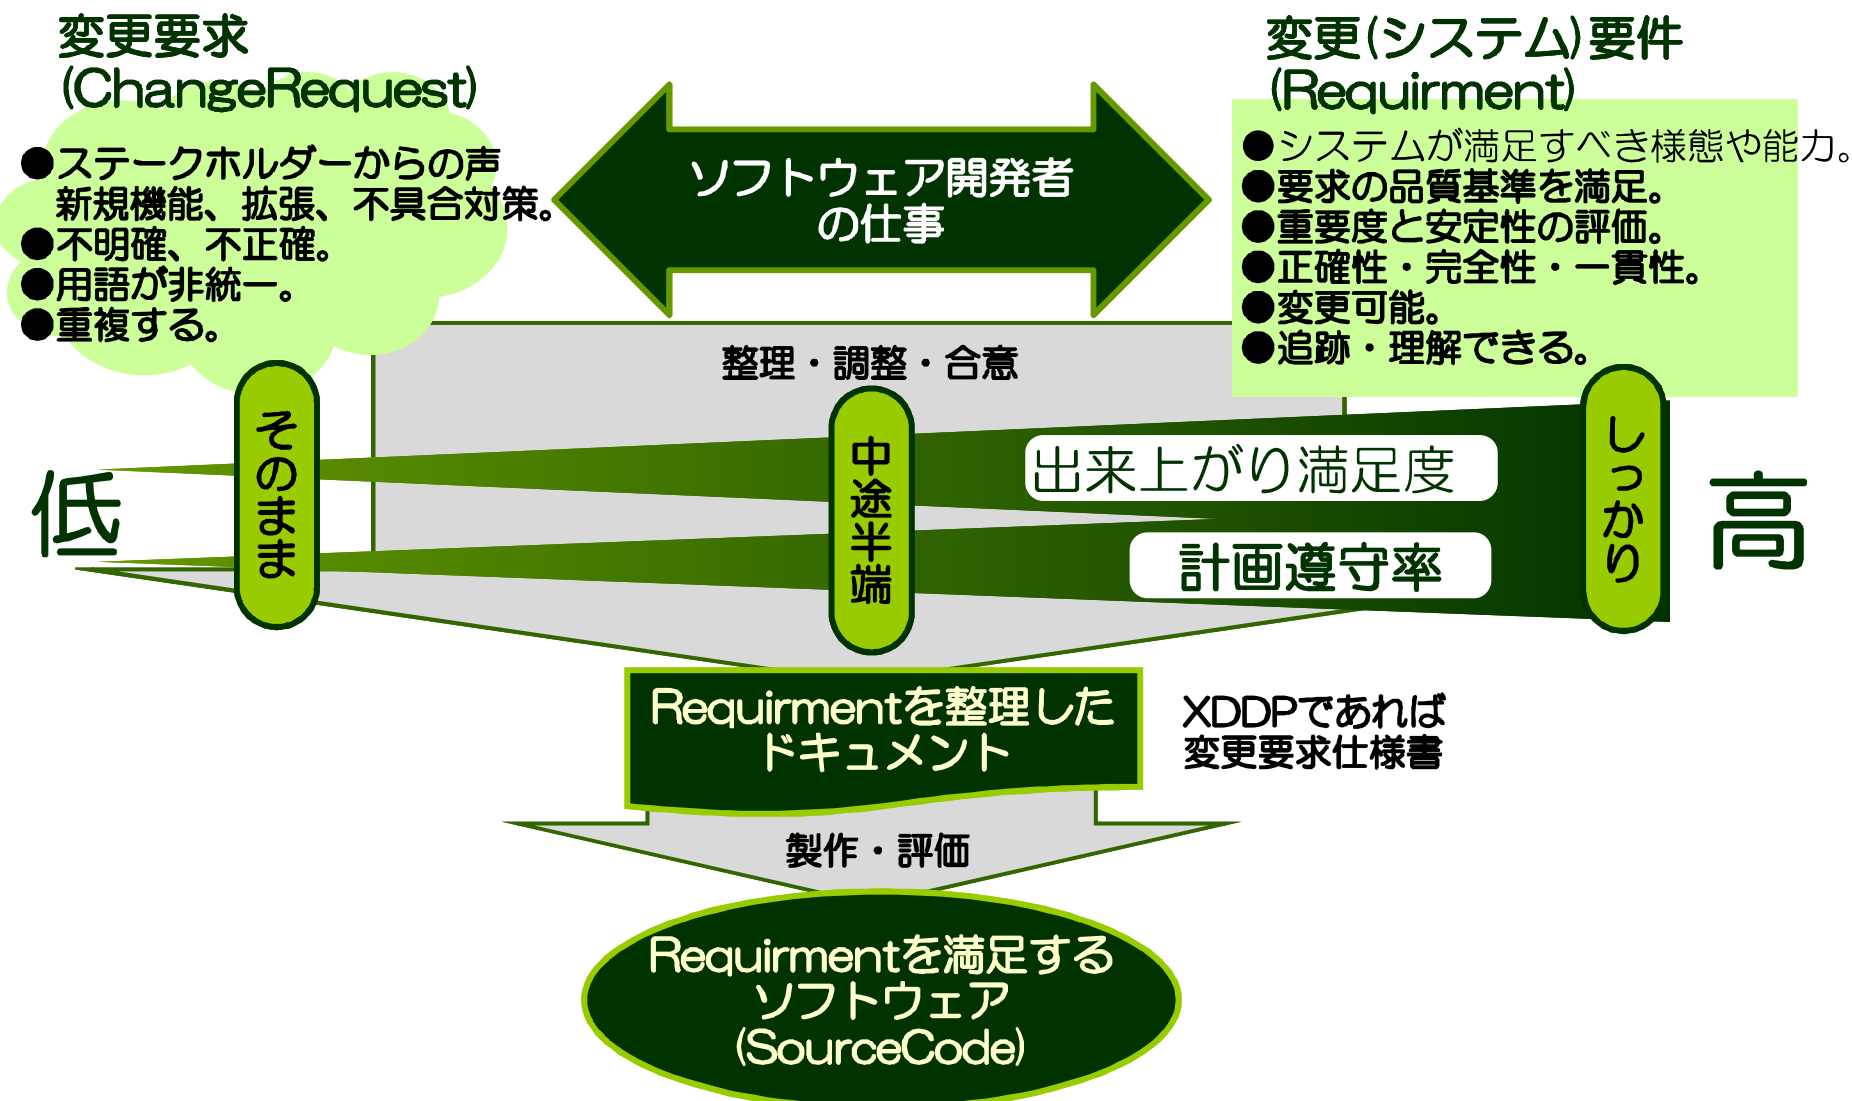 変更要求
(ChangeRequest)
●ステークホルダーからの声
新規機能、拡張、不具合対策。
●不明確、不正確。
●用語が非統一。
●重複する。
ソフトウェア開発者
の仕事
変更(システム)要件
(Requirment)
●システムが満足すべき様態や能力。
●要求の品質基準を満足。
●重要度と安定性の評価。
●正確性・完全性・一貫性。
●変更可能。
●追跡・理解できる。
整理・調整・合意
低
そのまま
中途半端
しっかり
高
出来上がり満足度
計画遵守率
Requirmentを整理した
ドキュメント
XDDPであれば
変更要求仕様書
製作・評価
Requirmentを満足する
ソフトウェア
(SourceCode)